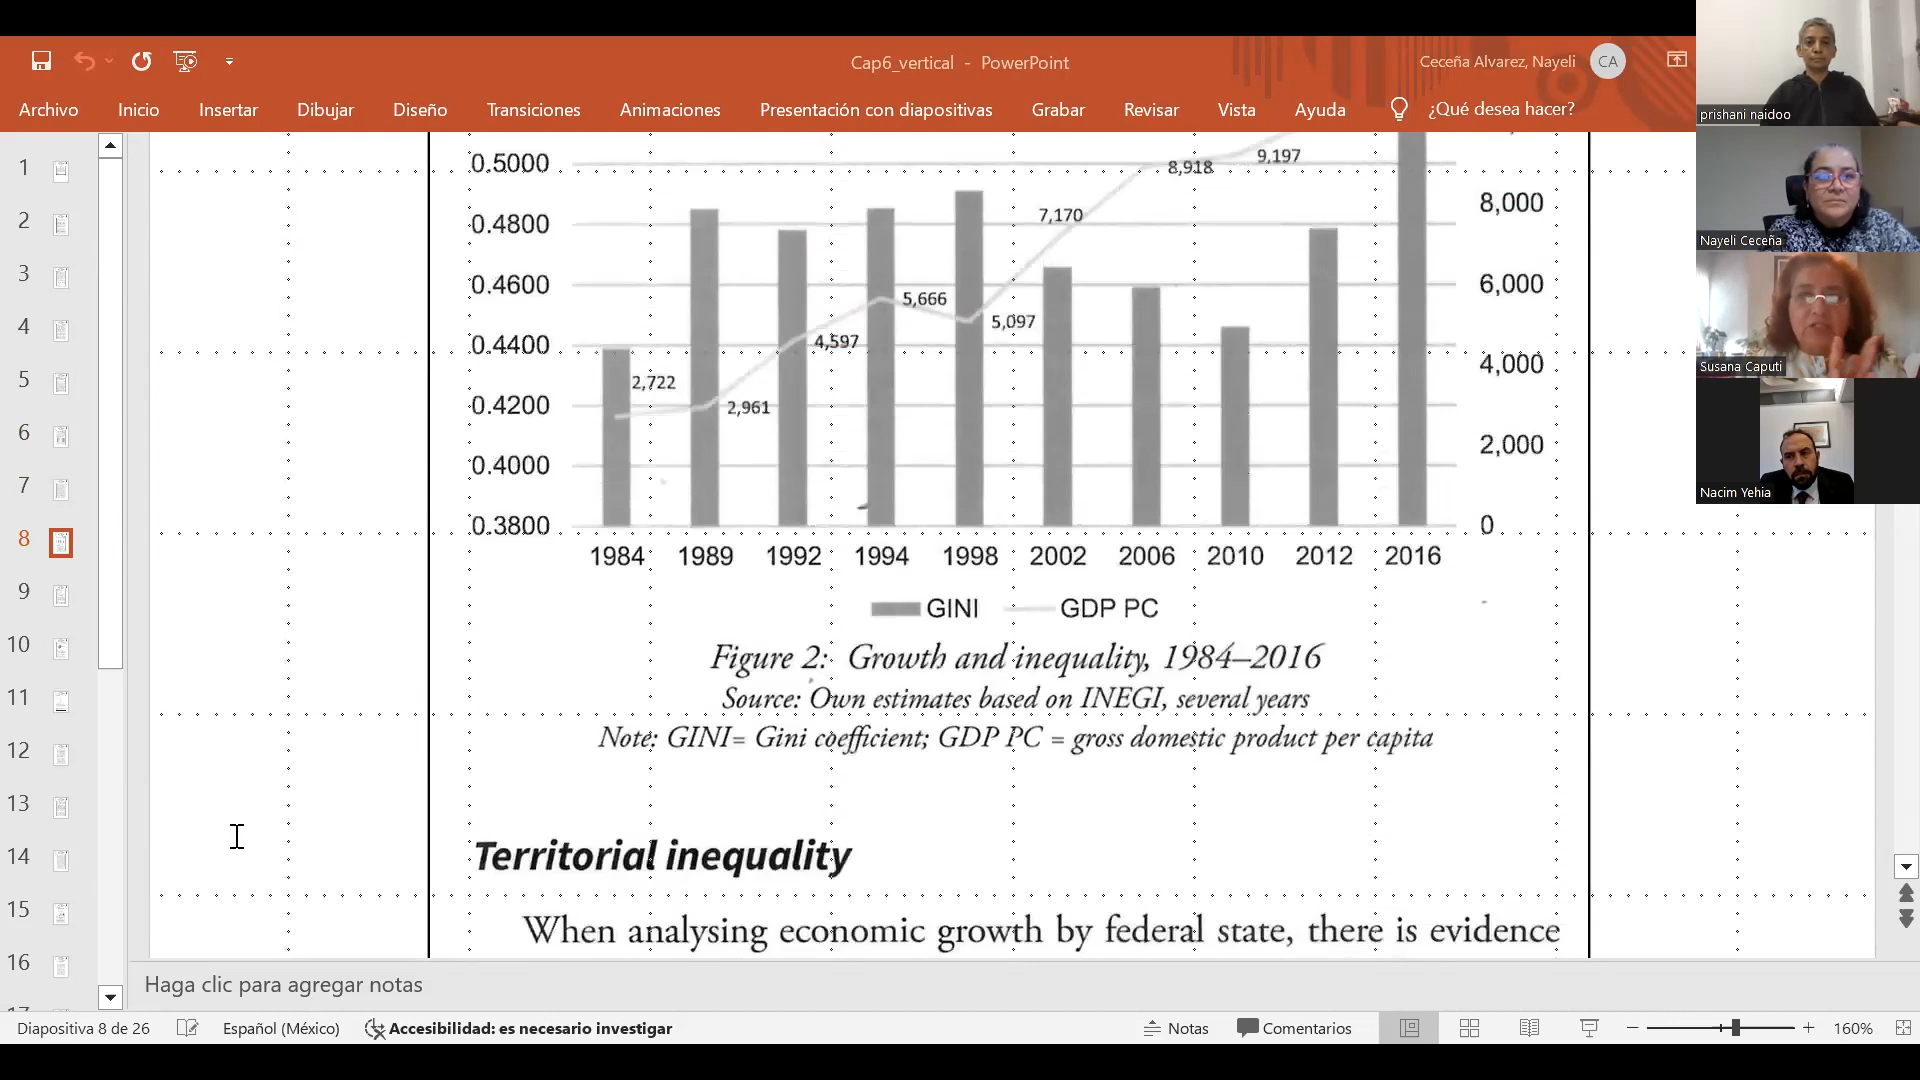 Cap6_vertical - PowerPoint
Ceceña Alvarez, Nayeli
CA
Archivo
Inicio
Insertar
Dibujar
Diseño
Transiciones
Animaciones
Presentación con diapositivas
Grabar
Revisar
Vista
Ayuda
¿Qué desea hacer?
prishani naidoo
Nayeli Ceceña
Susana Caputi
Nacim Yehia
1
2
3
4
5
6
7
8
9
10
11
12
13
14
15
16
0.5000
0.4800
0.4600
0.4400
0.4200
0.4000
0.3800
2,722
2,961
4,597
5,666
5,097
7,170
8,918
9,197
8,000
6,000
4,000
2,000
0
1984 1989 1992 1994 1998 2002 2006 2010 2012 2016
GINI GDP PC
Figure 2: Growth and inequality, 1984–2016
Source: Own estimates based on INEGI, several years
Note: GINI= Gini coefficient; GDP PC = gross domestic product per capita
Territorial inequality
When analysing economic growth by federal state, there is evidence
Haga clic para agregar notas
Diapositiva 8 de 26
Español (México)
Accesibilidad: es necesario investigar
Notas
Comentarios
160%